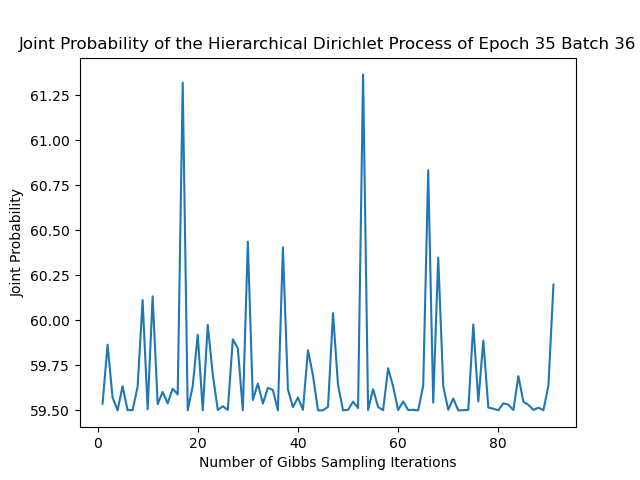 Joint Probability of the Hierarchical Dirichlet Process of Epoch 35 Batch 36
Joint Probability
61.25
61.00
60.75
60.50
60.25
60.00
59.75
59.50
0 20 40 60 80
Number of Gibbs Sampling Iterations